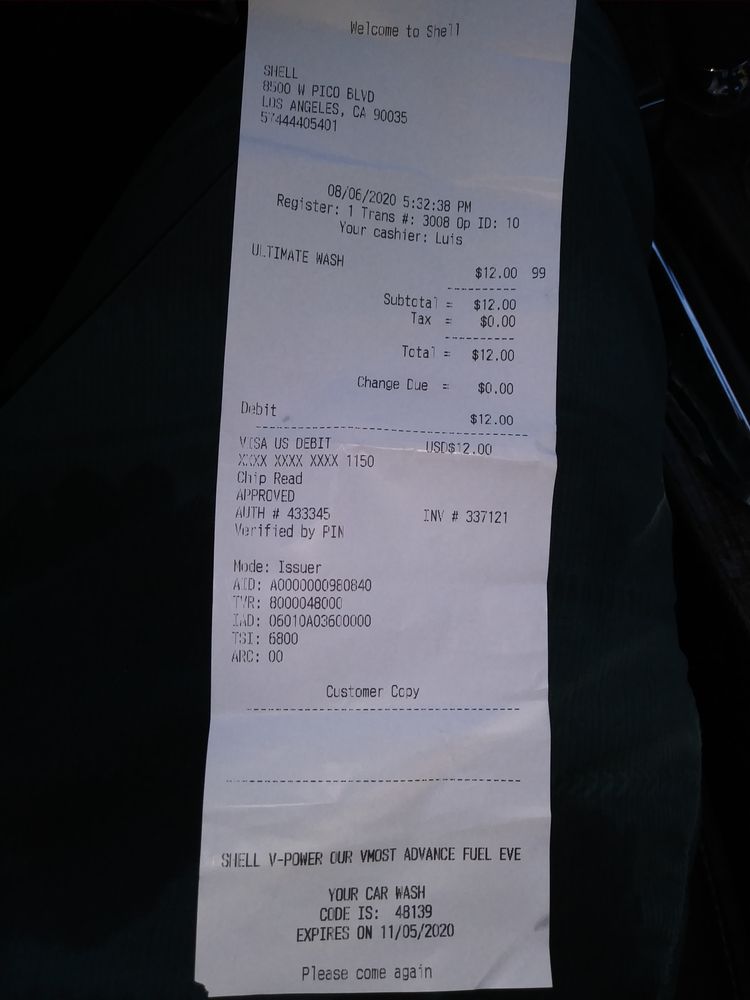 Welcome to Shell
SHELL
8500 W PICO BLVD
LOS ANGELES, CA 90035
57444405401
08/06/2020 5:32:38 PM
Register: 1 Trans #: 3008 Op ID: 10
Your cashier: Luis
ULTIMATE WASH $12.00 99
Subtotal = $12.00
Tax = $0.00
Total = $12.00
Change Due = $0.00
Debit $12.00
VISA US DEBIT USD$12.00
XXXX XXXX XXXX 1150
Chip Read
APPROVED
AUTH # 433345 INV # 337121
Verified by PIN
Mode: Issuer
AID: A0000000980840
TVR: 8000048000
IAD: 06010A03600000
TSI: 6800
ARC: 00
Customer Copy
SHELL V-POWER OUR VMOST ADVANCE FUEL EVE
YOUR CAR WASH
CODE IS: 48139
EXPIRES ON 11/05/2020
Please come again